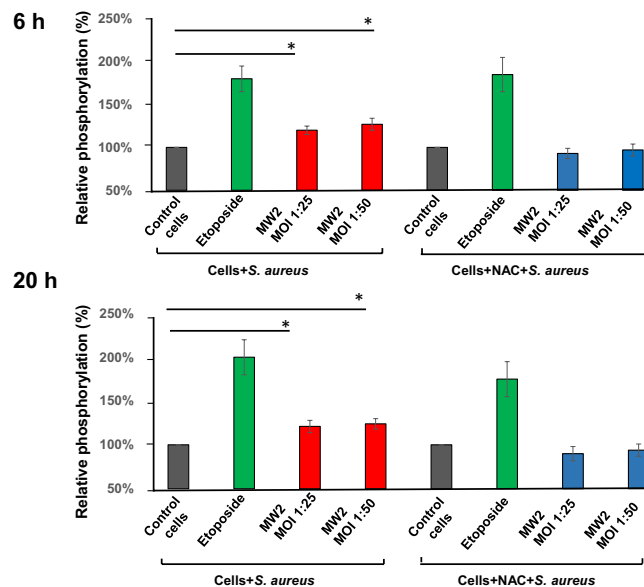 6 h
Relative phosphorylation (%)
250%
200%
150%
100%
50%
*
*
Control
cells
Etoposide
MW2
MOI 1:25
MW2
MOI 1:50
Control
cells
Etoposide
MW2
MOI 1:25
MW2
MOI 1:50
Cells+S. aureus
Cells+NAC+S. aureus
20 h
Relative phosphorylation (%)
250%
200%
150%
100%
50%
*
*
Control
cells
Etoposide
MW2
MOI 1:25
MW2
MOI 1:50
Control
cells
Etoposide
MW2
MOI 1:25
MW2
MOI 1:50
Cells+S. aureus
Cells+NAC+S. aureus